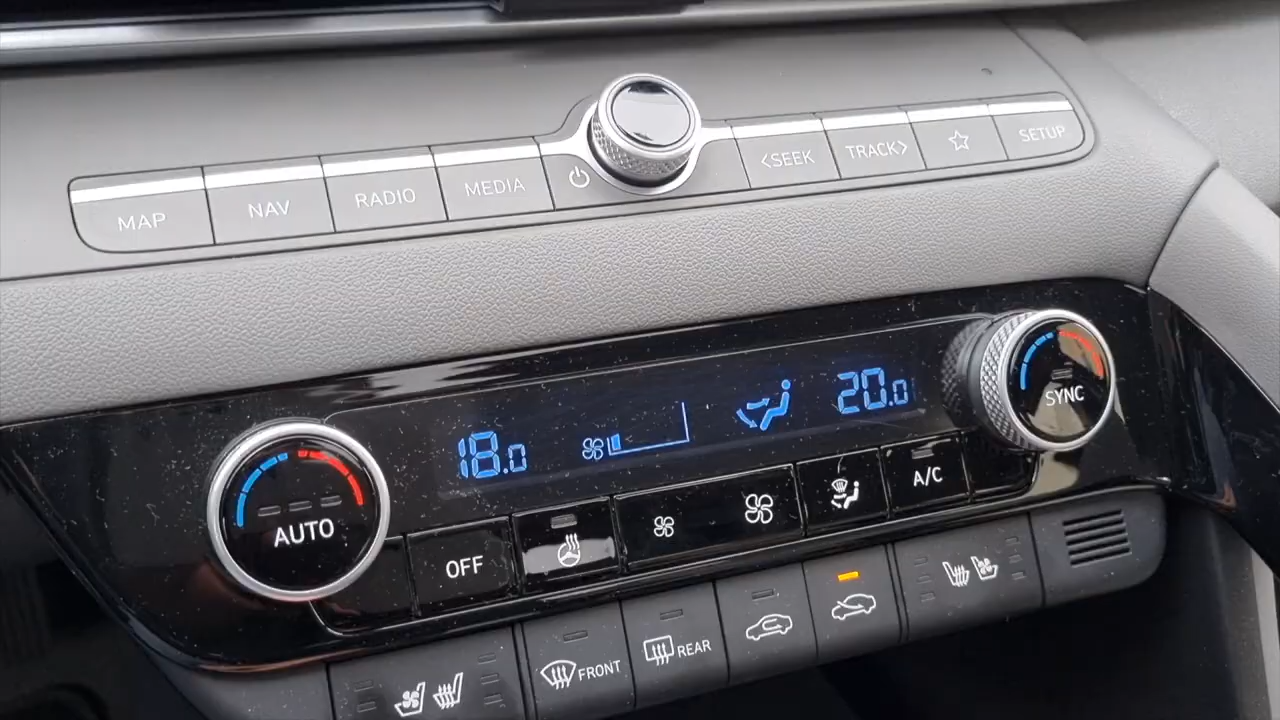 MAP
NAV
RADIO
MEDIA
<SEEK
TRACK>
SETUP
18.0
20.0
AUTO
SYNC
OFF
A/C
FRONT
REAR